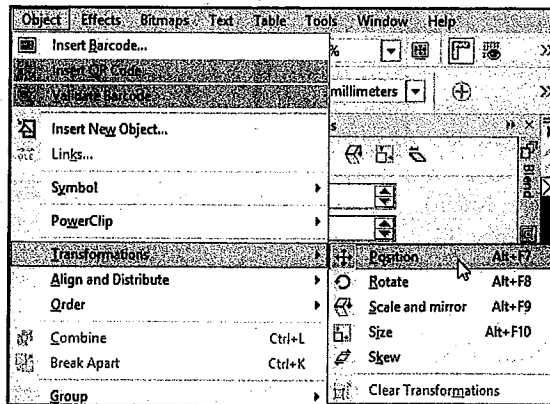 Object Effects Bitmaps Text Table Tools Window Help
Insert Barcode...
%
Insert QR Code
Validate Barcode
millimeters
Insert New Object...
s
Links...
Symbol
PowerClip
Transformations
Position Alt+F7
Align and Distribute
Rotate Alt+F8
Order
Scale and mirror Alt+F9
Combine Ctrl+L
Size Alt+F10
Break Apart Ctrl+K
Skew
Group
Clear Transformations